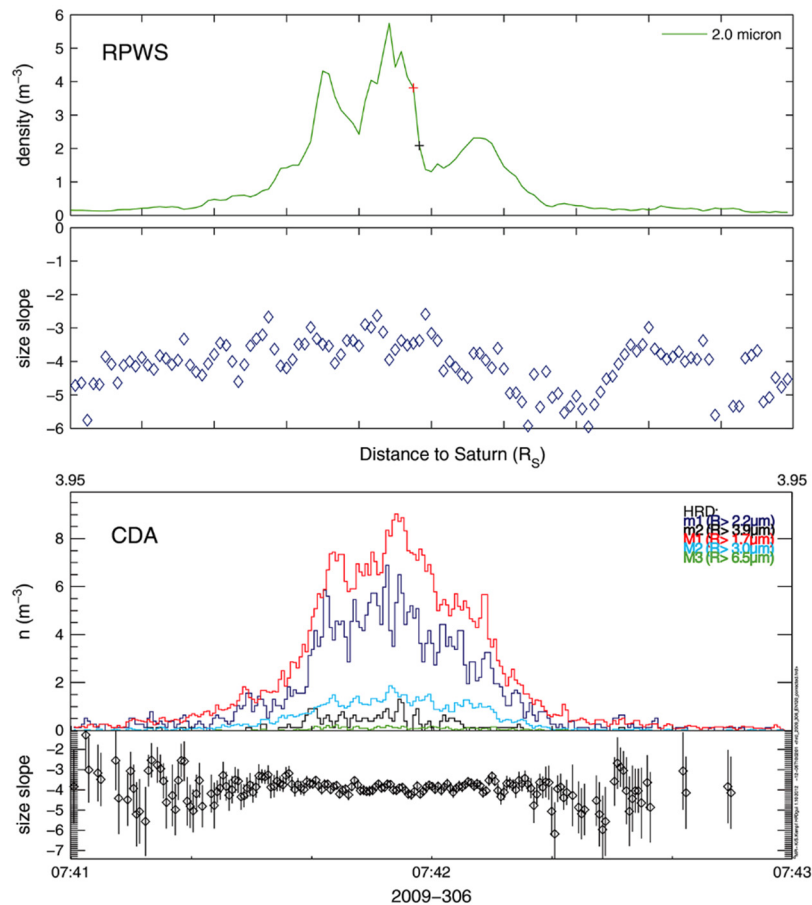 RPWS
2.0 micron
density (m⁻³)
6
5
4
3
2
1
0
size slope
0
-1
-2
-3
-4
-5
-6
Distance to Saturn (R_S)
3.95 3.95
CDA
HRD:
m1 (R> 2.2μm)
m2 (R> 3.9μm)
M1 (R> 1.7μm)
M2 (R> 3.0μm)
M3 (R> 6.5μm)
n (m⁻³)
8
6
4
2
0
size slope
-2
-3
-4
-5
-6
-7
07:41 07:42 07:43
2009-306